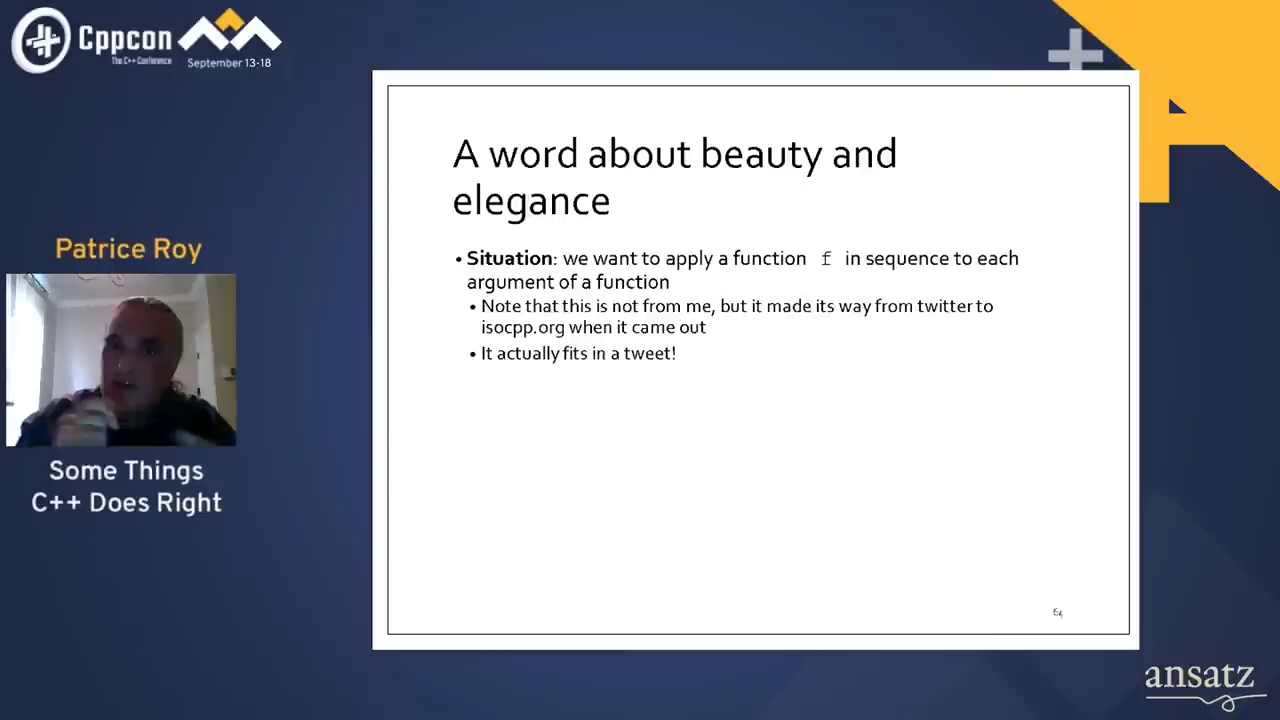 Cppcon
The C++ Conference
September 13-18
A word about beauty and
elegance
• Situation: we want to apply a function f in sequence to each
argument of a function
• Note that this is not from me, but it made its way from twitter to
isocpp.org when it came out
• It actually fits in a tweet!
64
Patrice Roy
Some Things
C++ Does Right
ansatz